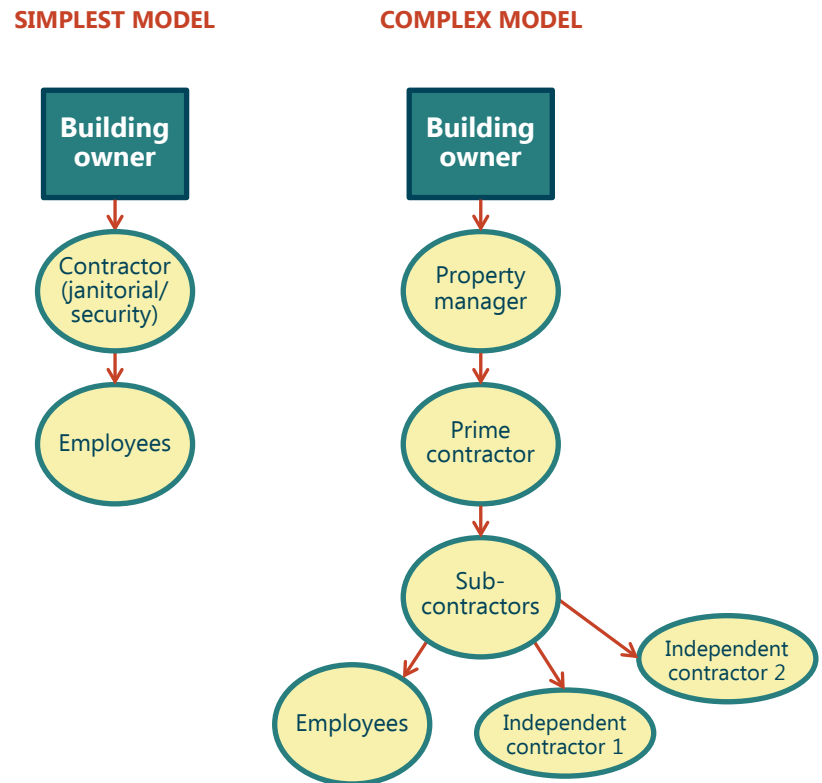 SIMPLEST MODEL
Building
owner
Contractor
(janitorial/
security)
Employees
COMPLEX MODEL
Building
owner
Property
manager
Prime
contractor
Sub-
contractors
Employees
Independent
contractor 1
Independent
contractor 2